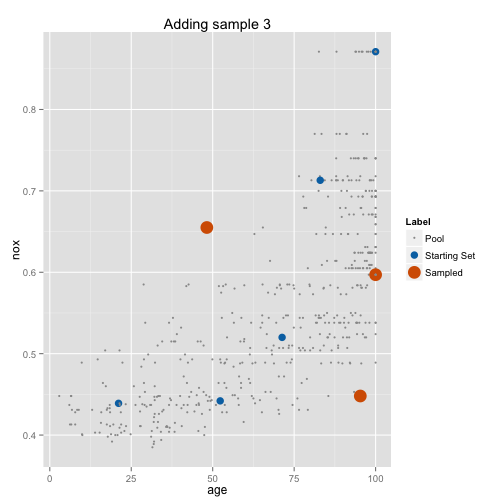 Adding sample 3
0.8
0.7
0.6
0.5
0.4
nox
0
25
50
75
100
age
Label
Pool
Starting Set
Sampled